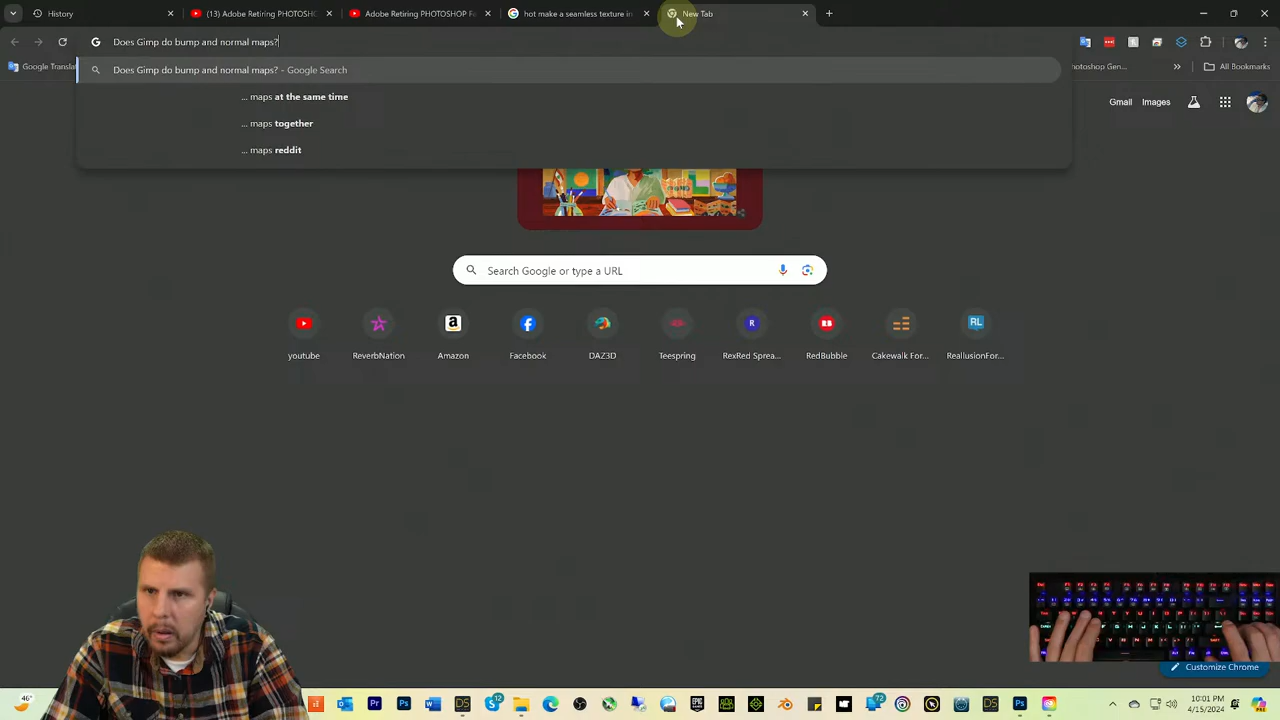 History
(13) Adobe Retiring PHOTOSH
Adobe Retiring PHOTOSHOP F
hot make a seamless texture in
New Tab
Does Gimp do bump and normal maps?
Google Transla
Does Gimp do bump and normal maps? - Google Search
hotoshop Gen...
All Bookmarks
... maps at the same time
... maps together
... maps reddit
Gmail
Images
Search Google or type a URL
youtube
ReverbNation
Amazon
Facebook
DAZ3D
Teespring
RexRed Sprea...
RedBubble
Cakewalk For...
ReallusionFor...
Customize Chrome
46°
10:01 PM
4/15/2024